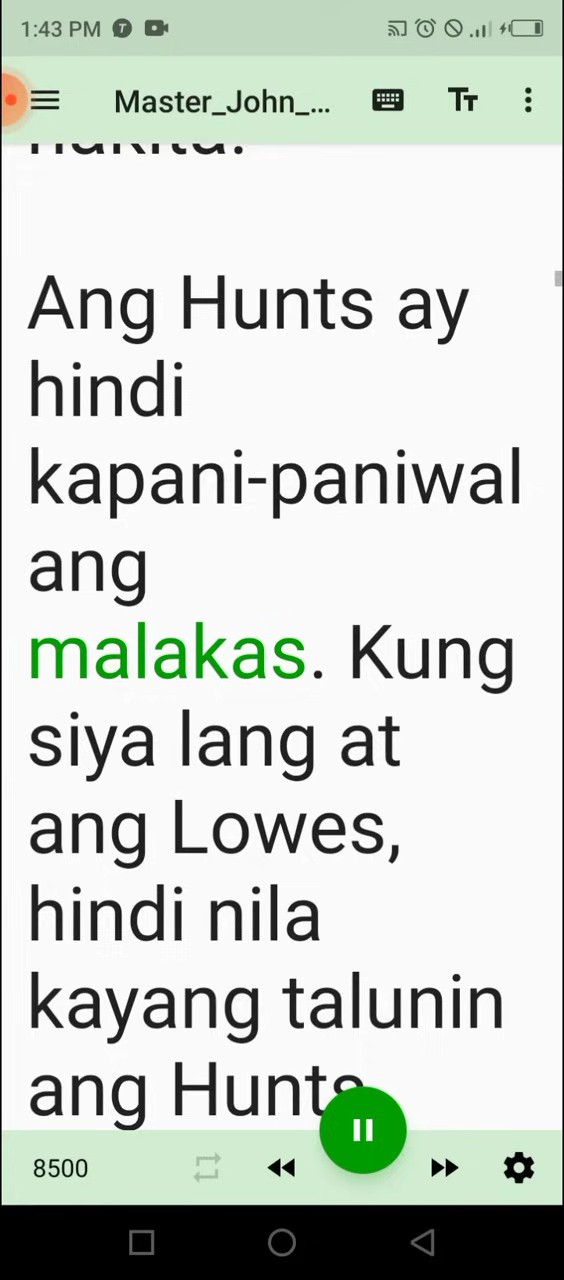 1:43 PM
Master_John_...
Ang Hunts ay
hindi
kapani-paniwal
ang
malakas. Kung
siya lang at
ang Lowes,
hindi nila
kayang talunin
ang Hunts
8500